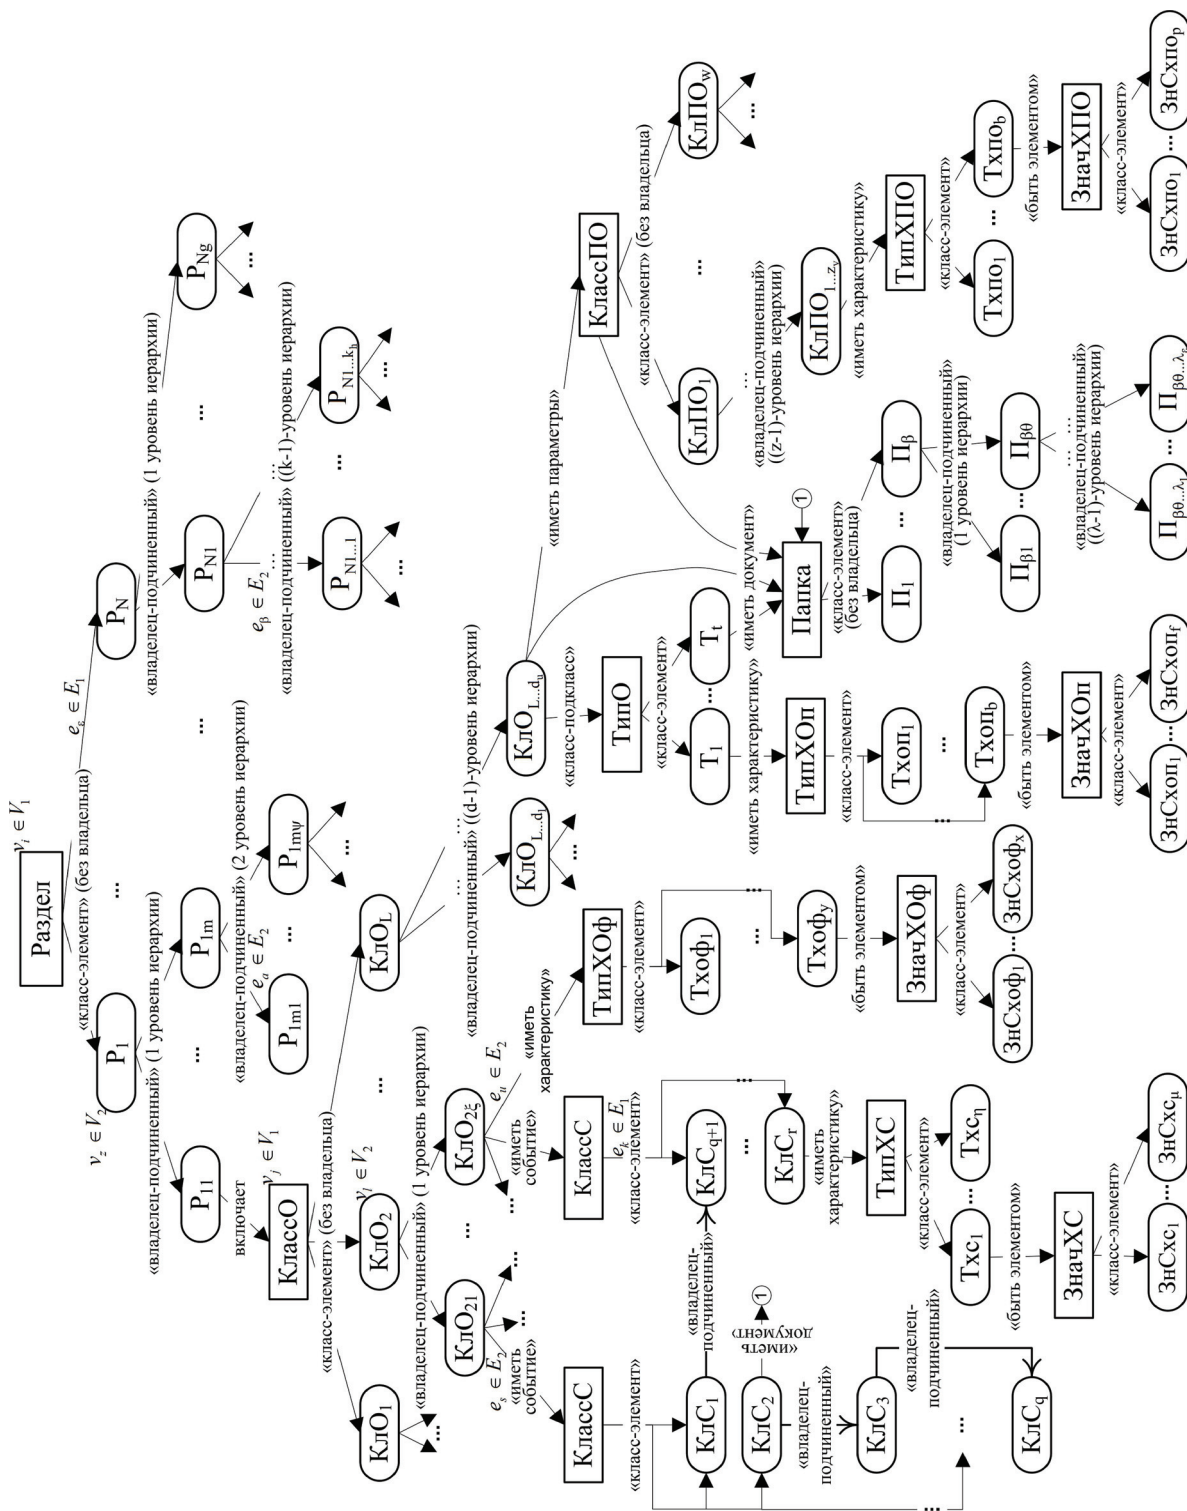 Раздел
v_i ∈ V_1
«класс-элемент» (без владельца)
e_ε ∈ E_1
v_z ∈ V_2
P_1
...
P_N
«владелец-подчиненный» (1 уровень иерархии)
«владелец-подчиненный» (1 уровень иерархии)
P_11
...
P_1m
...
P_N1
...
P_Ng
...
включает
«владелец-подчиненный» (2 уровень иерархии)
e_a ∈ E_2
e_β ∈ E_2
...
«владелец-подчиненный» ((k-1)-уровень иерархии)
...
v_j ∈ V_1
КлассО
P_1m1
...
P_1mψ
...
P_N1...1
...
...
P_N1...k_h
...
«класс-элемент» (без владельца)
КлО_1
...
КлО_2
v_l ∈ V_2
...
КлО_L
«владелец-подчиненный» (1 уровень иерархии)
«владелец-подчиненный» ((d-1)-уровень иерархии)
...
...
КлО_21
...
...
...
КлО_2ξ
...
КлО_L...d_1
...
КлО_L...d_u
«иметь параметры»
e_s ∈ E_2
«иметь
событие»
«иметь
событие»
e_u ∈ E_2
«иметь
характеристику»
«класс-подкласс»
КлассС
КлассС
ТипХОф
ТипО
КлассПО
«класс-элемент»
e_k ∈ E_1
«класс-элемент»
«класс-элемент»
«класс-элемент»
«класс-элемент» (без владельца)
КлС_1
«владелец-
подчиненный»
КлС_q+1
...
Тхоф_1
Т_1
...
Т_t
КлПО_1
...
КлПО_w
...
КлС_2
«иметь
документ»
1
...
КлС_r
...
«иметь характеристику»
«иметь документ»
...
«владелец-подчиненный»
((z-1)-уровень иерархии)
«владелец-
подчиненный»
«иметь
характеристику»
Тхоф_y
ТипХОп
Папка
1
КлПО_1...z_v
КлС_3
ТипХС
«быть элементом»
«класс-элемент»
«класс-элемент»
(без владельца)
«иметь характеристику»
«владелец-
подчиненный»
«класс-элемент»
ЗначХОф
Тхоп_1
П_1
...
П_β
ТипХПО
...
...
...
«класс-элемент»
...
Тхоп_b
«владелец-подчиненный»
(1 уровень иерархии)
«класс-элемент»
КлС_q
Тхс_1
...
Тхс_η
ЗнСхоф_1
...
ЗнСхоф_x
П_β1
...
П_βθ
Тхпо_1
...
Тхпо_b
«быть элементом»
«быть элементом»
...
«владелец-подчиненный»
((λ-1)-уровень иерархии)
...
«быть элементом»
ЗначХС
ЗначХОп
ЗначХПО
«класс-элемент»
«класс-элемент»
«класс-элемент»
ЗнСхс_1
...
ЗнСхс_μ
ЗнСхоп_1
...
ЗнСхоп_f
П_βθ...λ_1
...
П_βθ...λ_ε
ЗнСхпо_1
...
ЗнСхпо_p